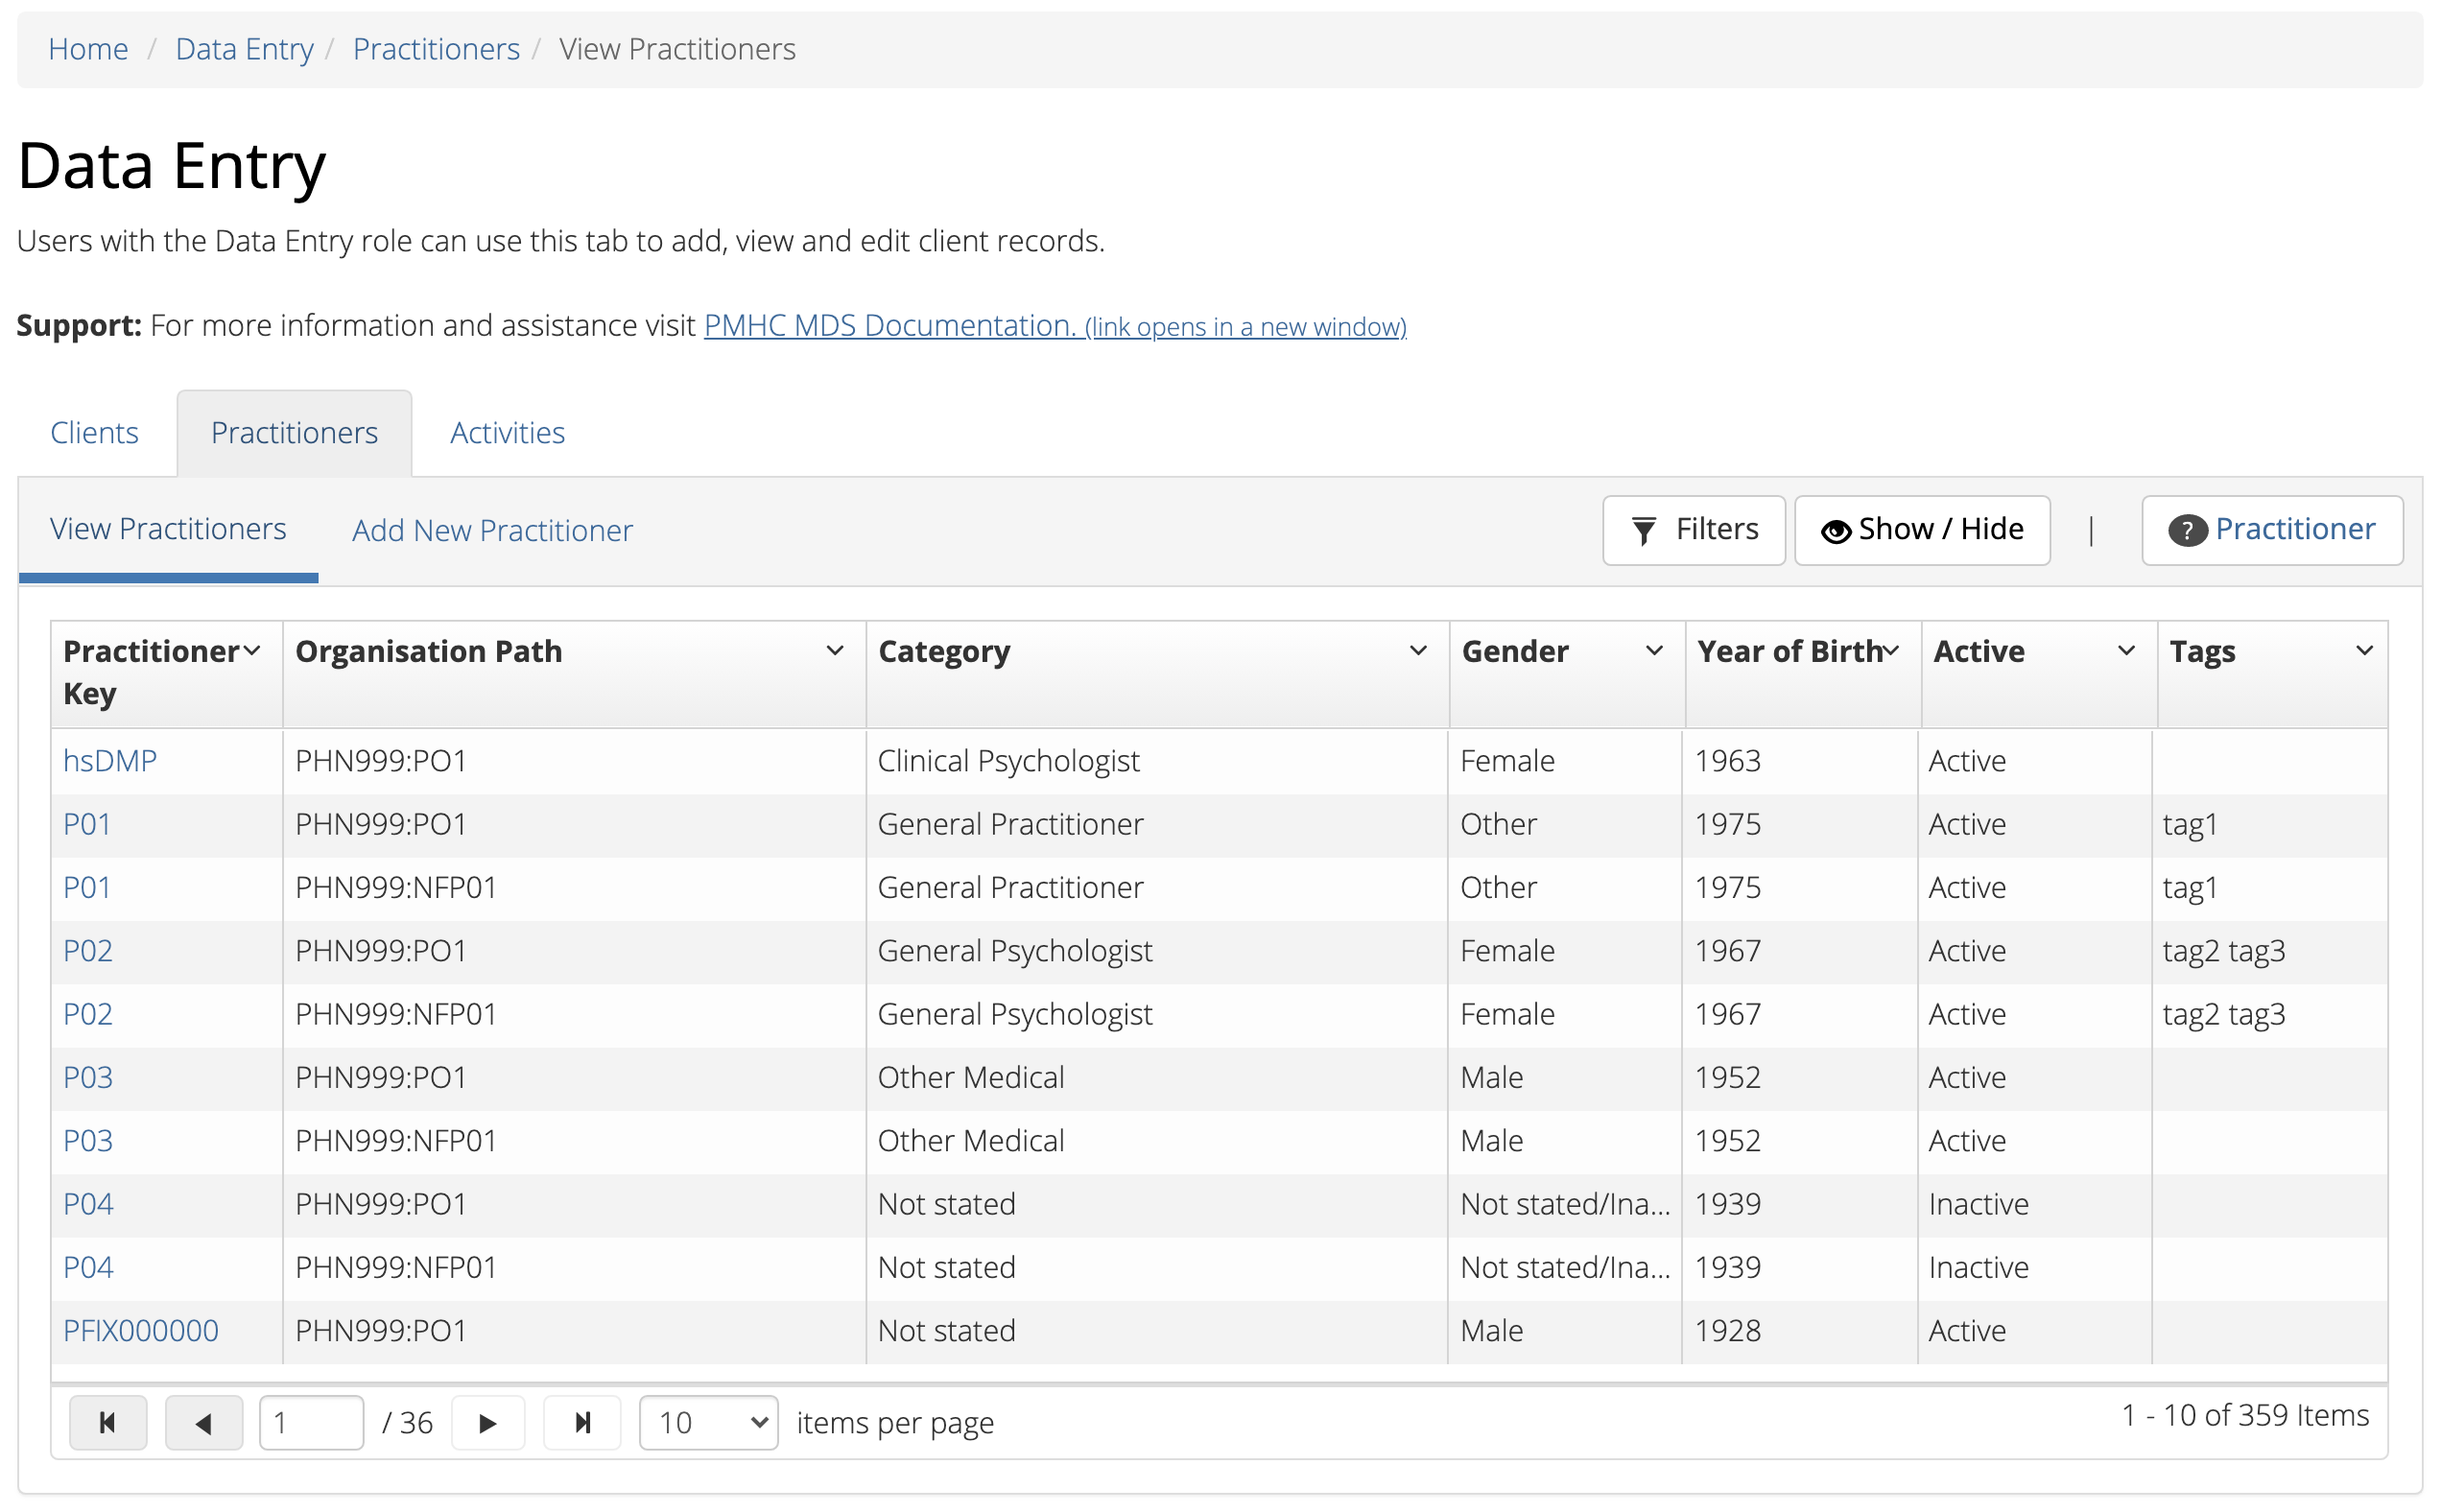 Home / Data Entry / Practitioners / View Practitioners
Data Entry
Users with the Data Entry role can use this tab to add, view and edit client records.
Support: For more information and assistance visit PMHC MDS Documentation. (link opens in a new window)
Clients Practitioners Activities
View Practitioners Add New Practitioner Filters Show / Hide | ? Practitioner
Practitioner Key Organisation Path Category Gender Year of Birth Active Tags
hsDMP PHN999:PO1 Clinical Psychologist Female 1963 Active
P01 PHN999:PO1 General Practitioner Other 1975 Active tag1
P01 PHN999:NFP01 General Practitioner Other 1975 Active tag1
P02 PHN999:PO1 General Psychologist Female 1967 Active tag2 tag3
P02 PHN999:NFP01 General Psychologist Female 1967 Active tag2 tag3
P03 PHN999:PO1 Other Medical Male 1952 Active
P03 PHN999:NFP01 Other Medical Male 1952 Active
P04 PHN999:PO1 Not stated Not stated/Ina... 1939 Inactive
P04 PHN999:NFP01 Not stated Not stated/Ina... 1939 Inactive
PFIX000000 PHN999:PO1 Not stated Male 1928 Active
1 / 36 10 items per page 1 - 10 of 359 Items